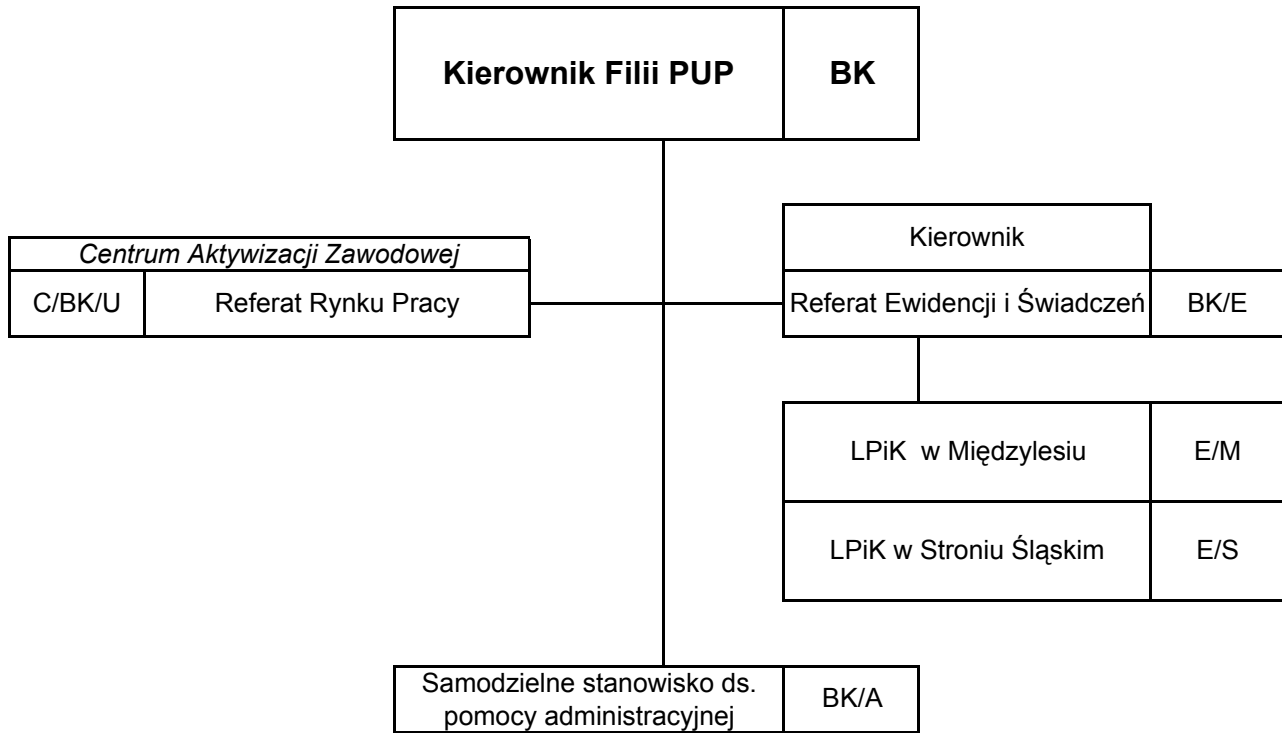 Kierownik Filii PUP
BK
Centrum Aktywizacji Zawodowej
C/BK/U
Referat Rynku Pracy
Kierownik
Referat Ewidencji i Świadczeń
BK/E
LPiK w Międzylesiu
E/M
LPiK w Stroniu Śląskim
E/S
Samodzielne stanowisko ds.
pomocy administracyjnej
BK/A